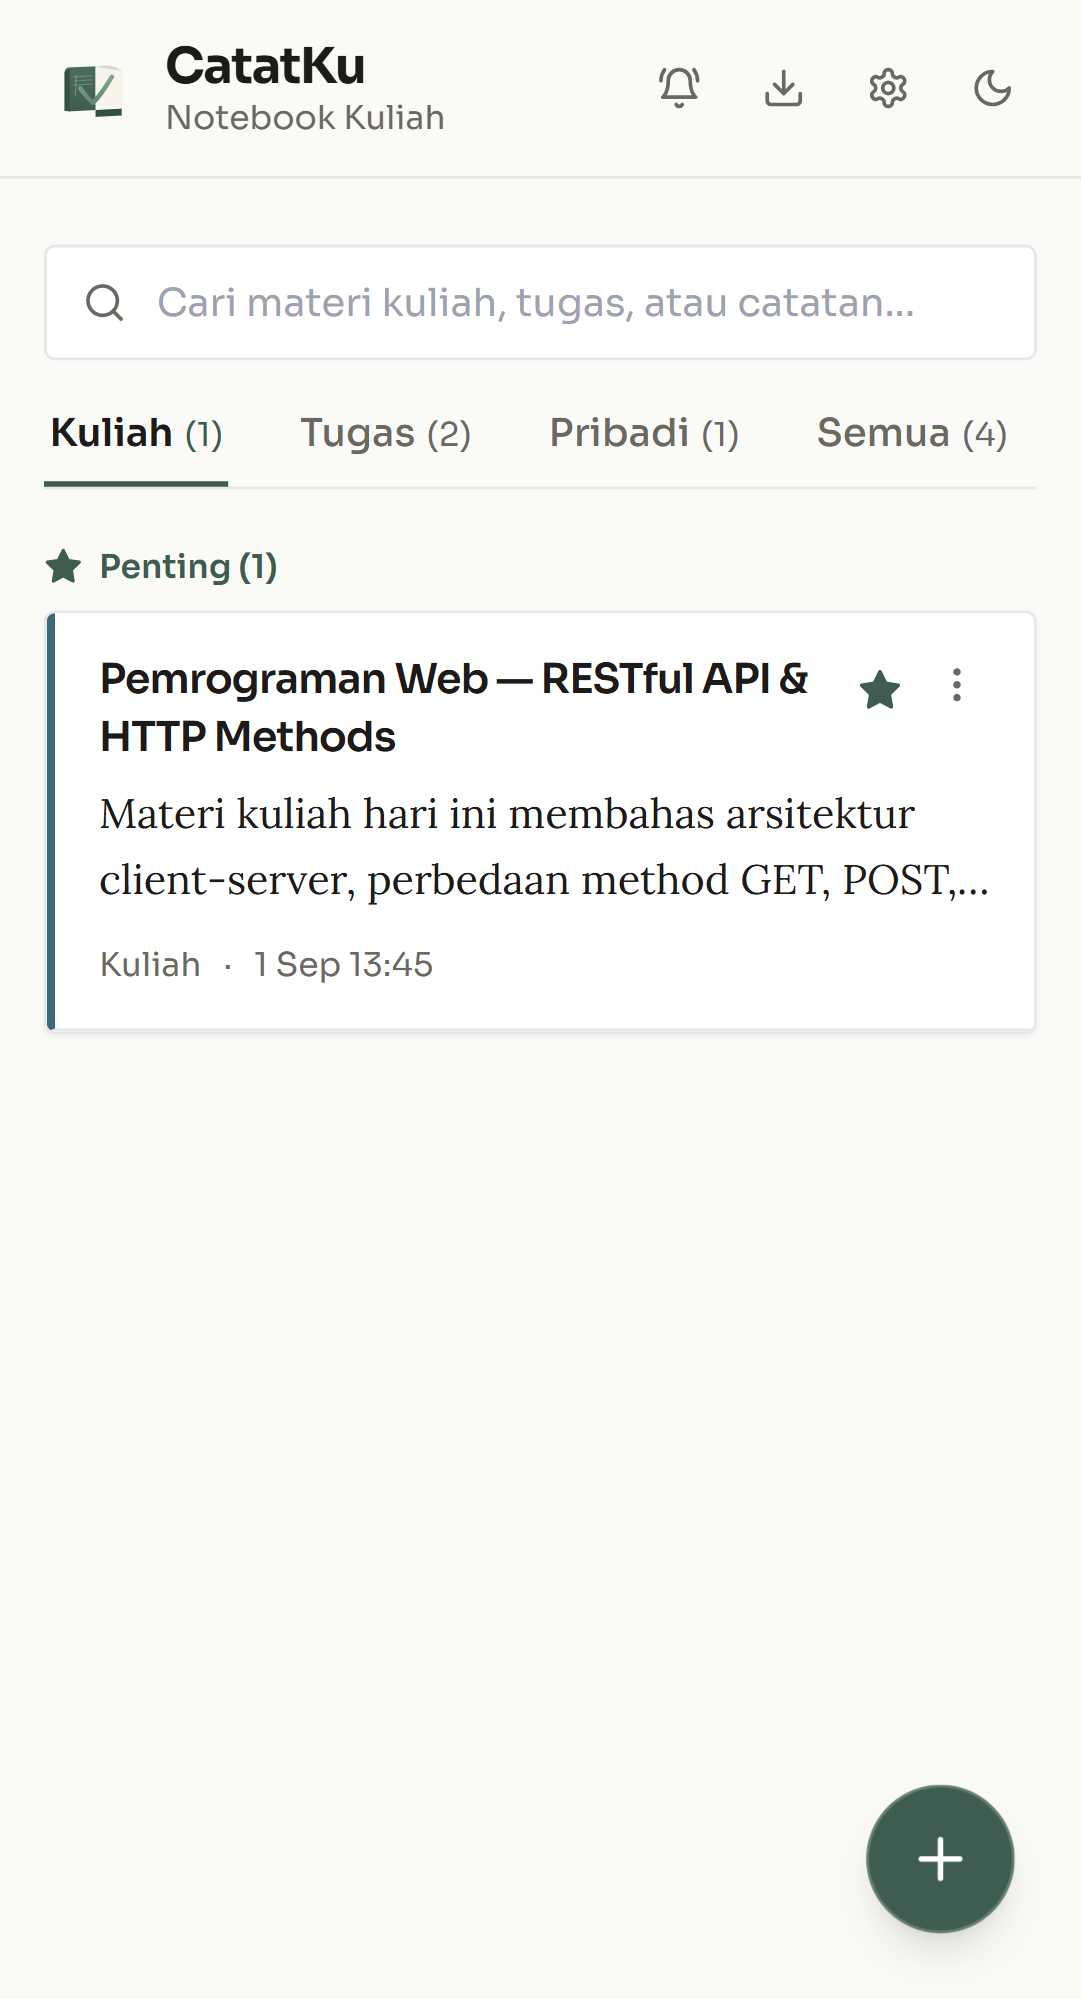 CatatKu
Notebook Kuliah
Cari materi kuliah, tugas, atau catatan...
Kuliah (1) Tugas (2) Pribadi (1) Semua (4)
Penting (1)
Pemrograman Web — RESTful API &
HTTP Methods
Materi kuliah hari ini membahas arsitektur
client-server, perbedaan method GET, POST,...
Kuliah · 1 Sep 13:45